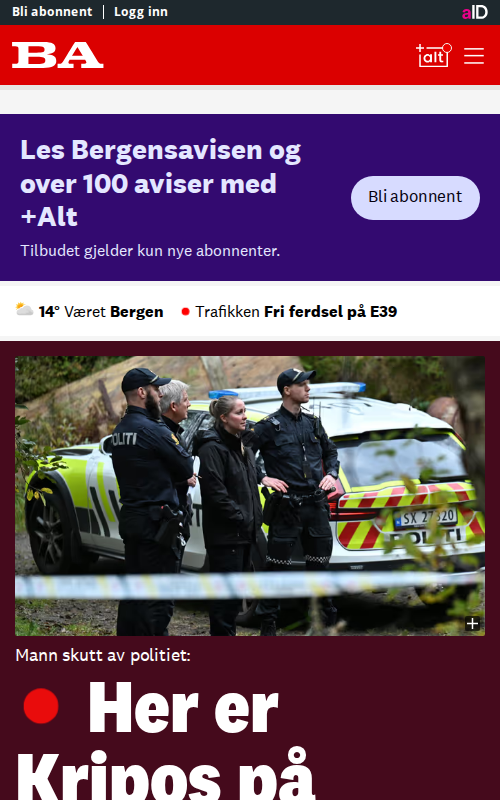 Bli abonnent | Logg inn
aID
BA
+alt
Les Bergensavisen og
over 100 aviser med
+Alt
Bli abonnent
Tilbudet gjelder kun nye abonnenter.
14° Været Bergen
Trafikken Fri ferdsel på E39
POLITI
SX 27320
POLITI
Mann skutt av politiet:
Her er
Kripos på